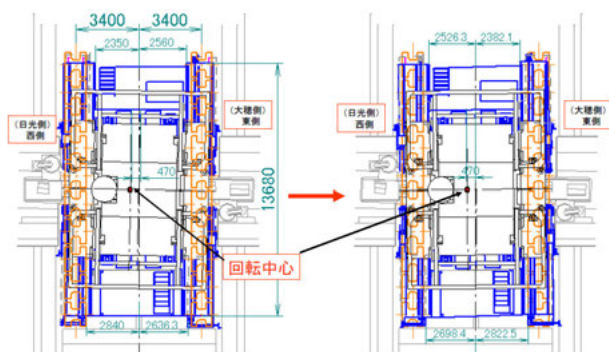 3400 3400
2350 2560
(日光側)
西側
(大穂側)
東側
470
13680
2840 2636.3
回転中心
2526.3 2382.1
(日光側)
西側
(大穂側)
東側
470
2698.4 2822.5